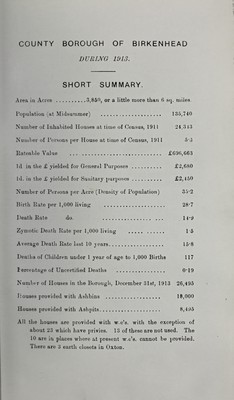 COUNTY BOROUGH OF BIRKENHEAD
DURING 1913.
SHORT SUMMARY.
Area in Acres ........... 3,850, or a little more than 6 sq. miles
Population (at Midsummer) ................... 135,740
Number of Inhabited Houses at time of Census, 1911 24,343
Number of Persons per House at time of Census, 1911 5·3
Rateable Value ................... £696,663
1d. in the £ yielded for General Purposes .......... £2,680
1d. in the £ yielded for Sanitary purposes .......... £2,450
Number of Persons per Acre (Density of Population) 35·2
Birth Rate per 1,000 living ................ 28·7
Death Rate do. ................ ... 14·8
Zymotic Death Rate per 1,000 living ...... ...... 1·5
Average Death Rate last 10 years ................ 15·8
Deaths of Children under 1 year of age to 1,000 Births 117
Percentage of Uncertified Deaths ............... 0·19
Number of Houses in the Borough, December 31st, 1913 26,495
Houses provided with Ashbins ................ 18,000
Houses provided with Ashpits ................ 8,495
All the houses are provided with w.c's. with the exception of
about 23 which have privies. 13 of these are not used. The
10 are in places where at present w.c's. cannot be provided.
There are 3 earth closets in Oxton.